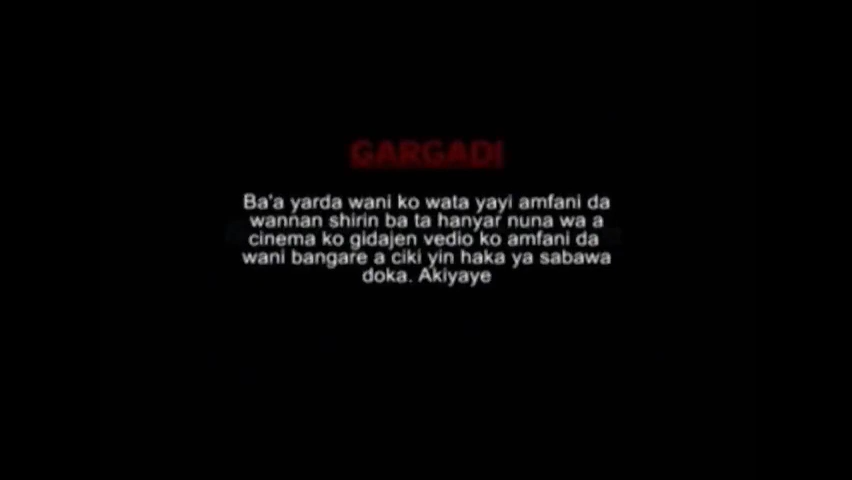 GARGADI
Ba'a yarda wani ko wata yayi amfani da
wannan shirin ba ta hanyar nuna wa a
cinema ko gidajen vedio ko amfani da
wani bangare a ciki yin haka ya sabawa
doka. Akiyaye